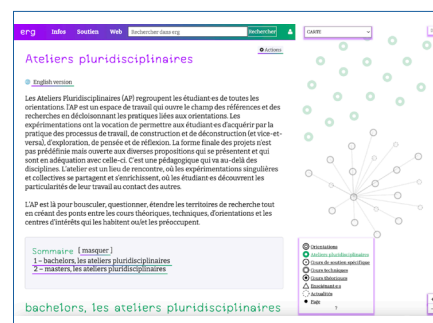 erg Infos Soutien Web Rechercher dans erg Rechercher
CARTE
Actions
Ateliers pluridisciplinaires
English version
Les Ateliers Pluridisciplinaires (AP) regroupent les étudiant·es de toutes les
orientations. l'AP est un espace de travail qui ouvre le champ des références et des
recherches en décloisonnant les pratiques liées aux orientations. Les
expérimentations ont la vocation de permettre aux étudiant·es d'acquérir par la
pratique des processus de travail, de construction et de déconstruction (et vice-et-
versa), d'exploration, de pensée et de réflexion. La forme finale des projets n'est
pas prédéfinie mais ouverte aux diverses propositions qui se présentent et qui
sont en adéquation avec celle-ci. C'est une pédagogique qui va au-delà des
disciplines. L'atelier est un lieu de rencontre, où les expérimentations singulières
et collectives se partagent et s'enrichissent, où les étudiant·es découvrent les
particularités de leur travail au contact des autres.
L'AP est là pour bousculer, questionner, étendre les territoires de recherche tout
en créant des ponts entre les cours théoriques, techniques, d'orientations et les
centres d'intérêts qui les habitent ou/et les préoccupent.
Sommaire [ masquer ]
1 – bachelors, les ateliers pluridisciplinaires
2 – masters, les ateliers pluridisciplinaires
bachelors, les ateliers pluridisciplinaires
Orientations
Ateliers pluridisciplinaires
Cours de soutien spécifique
Cours techniques
Cours théoriques
Enseignant·e·s
Actualités
Page
?